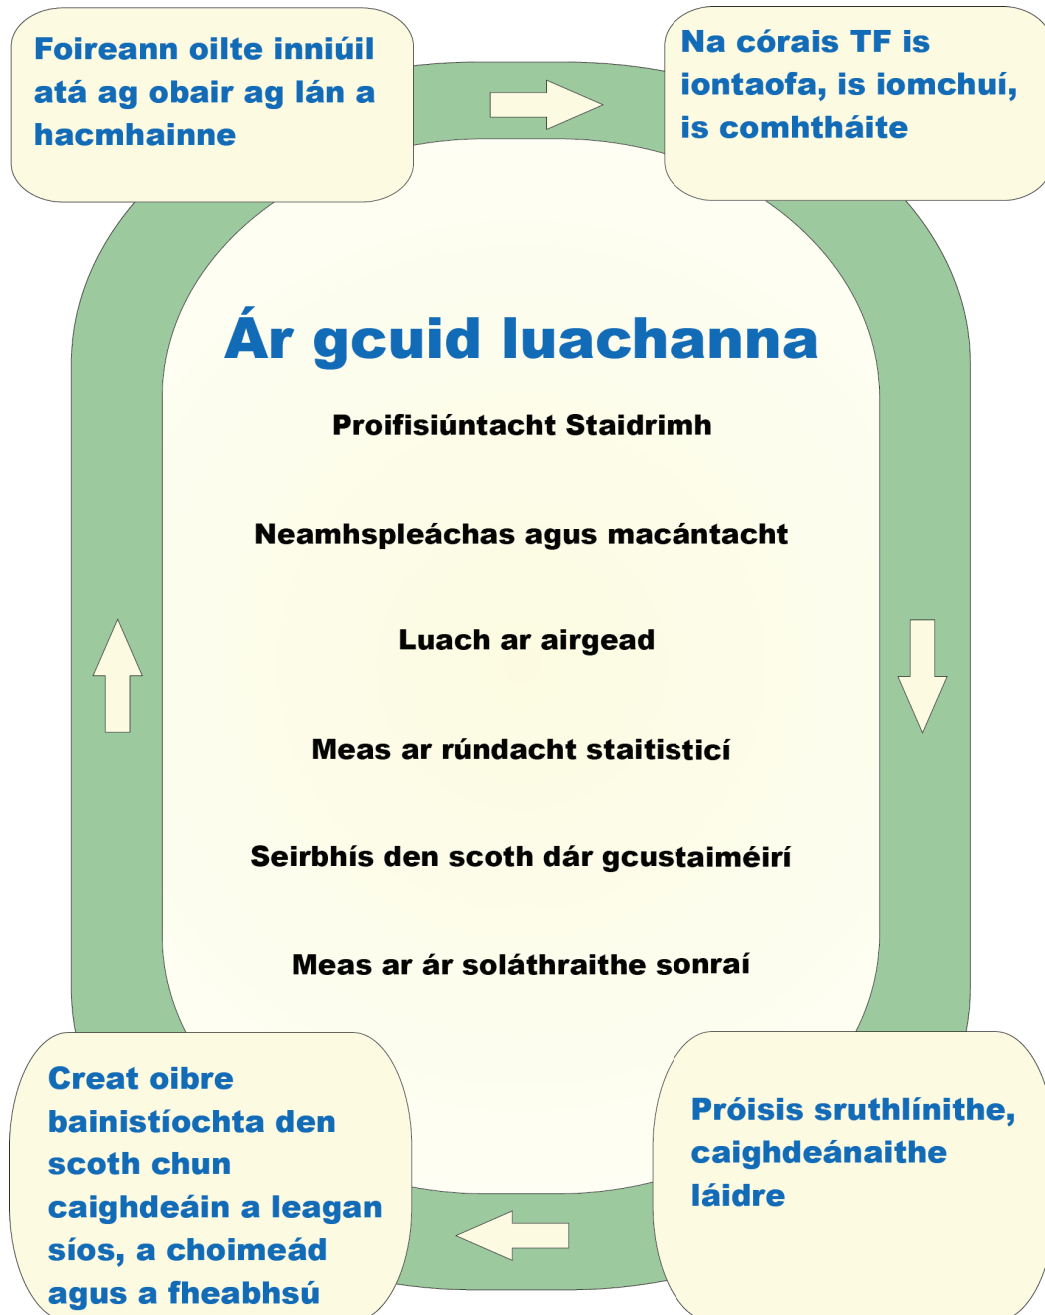 Foireann oilte inniúil
atá ag obair ag lán a
hacmhainne
Na córais TF is
iontaofa, is iomchuí,
is comhtháite
Ár gcuid luachanna
Proifisiúntacht Staidrimh
Neamhspleáchas agus macántacht
Luach ar airgead
Meas ar rúndacht staitisticí
Seirbhís den scoth dár gcustaiméirí
Meas ar ár soláthraithe sonraí
Creat oibre
bainistíochta den
scoth chun
caighdeáin a leagan
síos, a choimeád
agus a fheabhsú
Próisis sruthlínithe,
caighdeánaithe
láidre